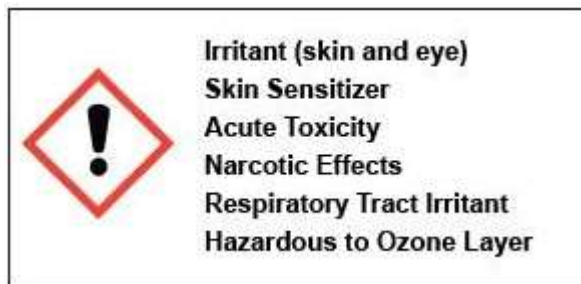 Irritant (skin and eye)
Skin Sensitizer
Acute Toxicity
Narcotic Effects
Respiratory Tract Irritant
Hazardous to Ozone Layer